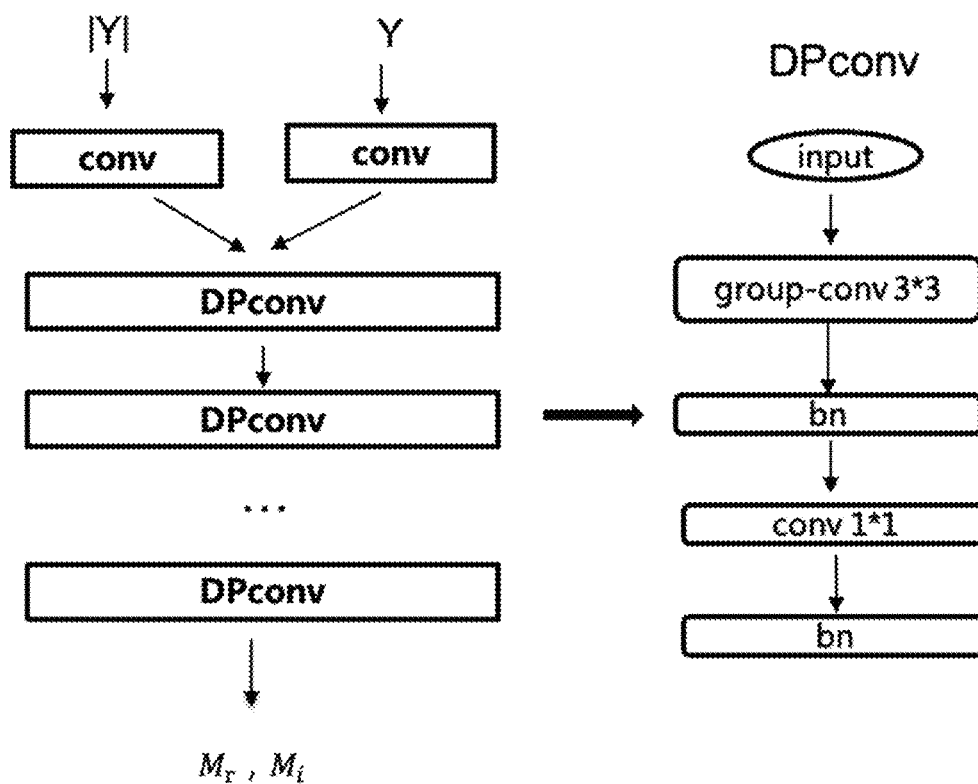 |Y| Y
conv conv
DPconv
DPconv
...
DPconv
M_r , M_i
DPconv
input
group-conv 3*3
bn
conv 1*1
bn